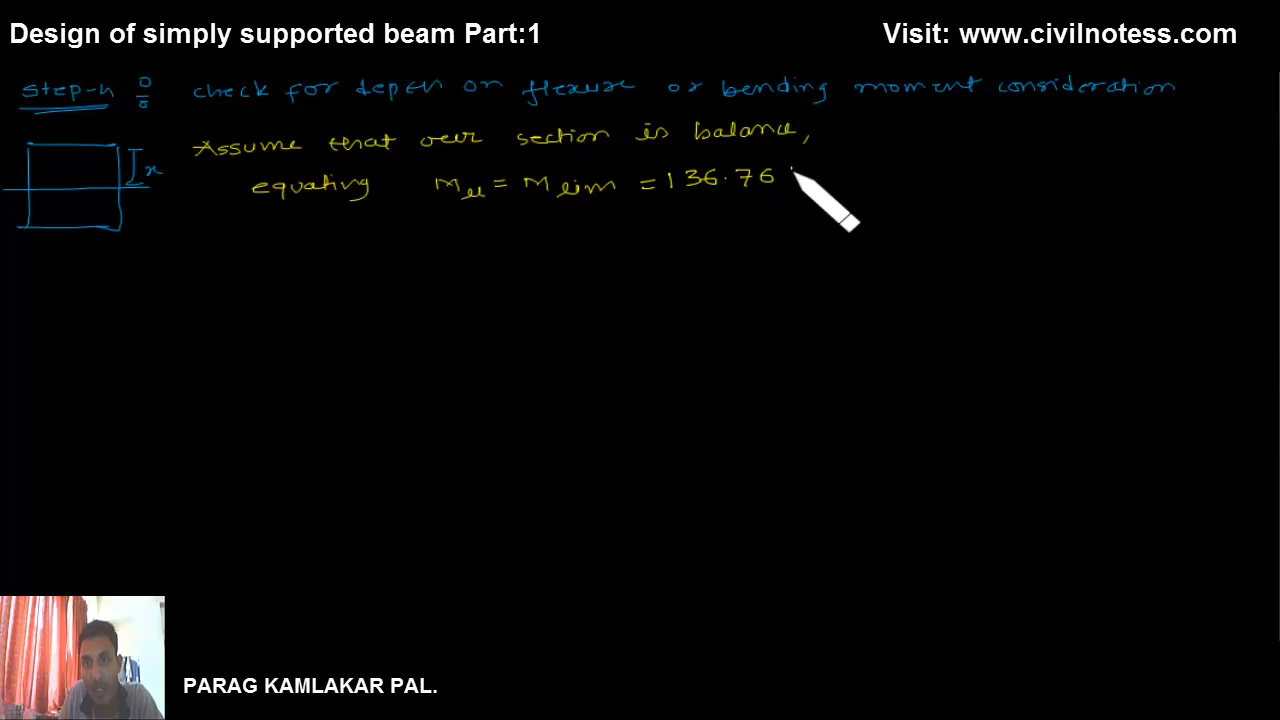 Design of simply supported beam Part:1
Visit: www.civilnotess.com
Step-4 : check for depth on flexure or bending moment consideration
x
Assume that our section is balance,
equating Mu = Mlim = 136.76
PARAG KAMLAKAR PAL.